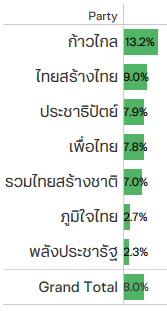 Party
ก้าวไกล 13.2%
ไทยสร้างไทย 9.0%
ประชาธิปัตย์ 7.9%
เพื่อไทย 7.8%
รวมไทยสร้างชาติ 7.0%
ภูมิใจไทย 2.7%
พลังประชารัฐ 2.3%
Grand Total 8.0%